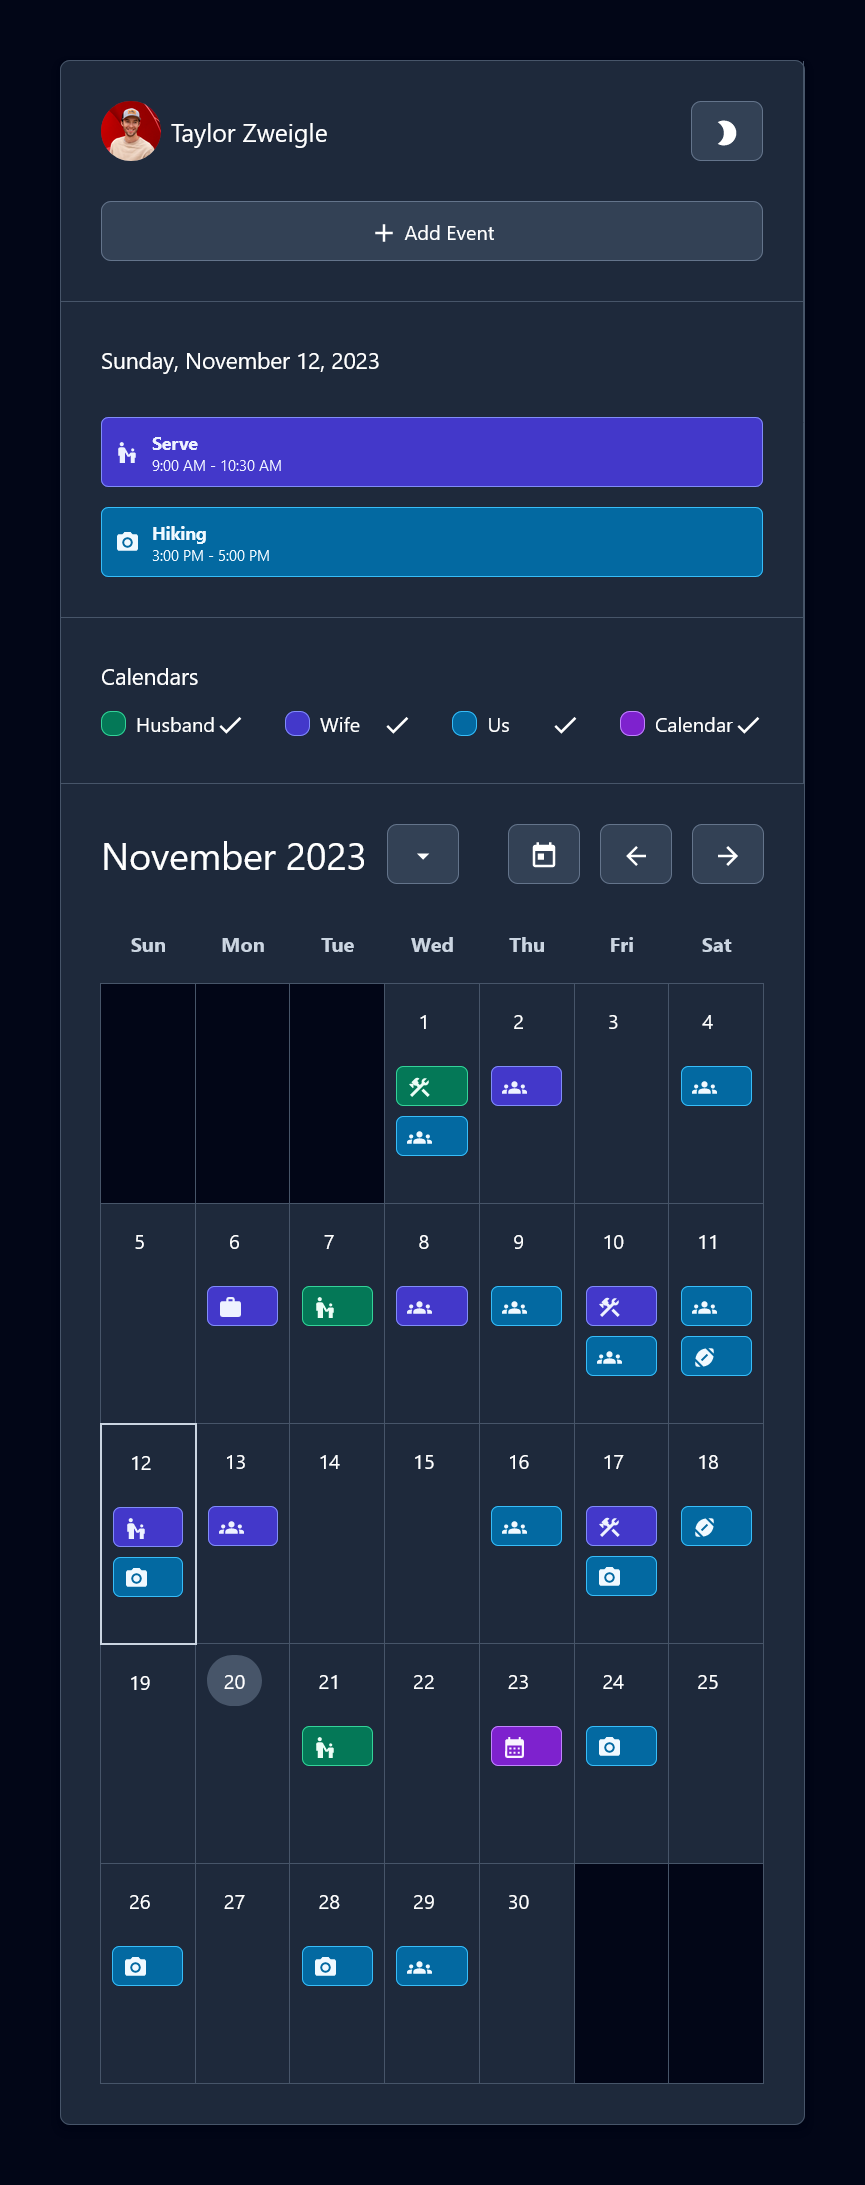 Taylor Zweigle
Add Event
Sunday, November 12, 2023
Serve
9:00 AM - 10:30 AM
Hiking
3:00 PM - 5:00 PM
Calendars
Husband Wife Us Calendar
November 2023
Sun Mon Tue Wed Thu Fri Sat
1 2 3 4
5 6 7 8 9 10 11
12 13 14 15 16 17 18
19 20 21 22 23 24 25
26 27 28 29 30